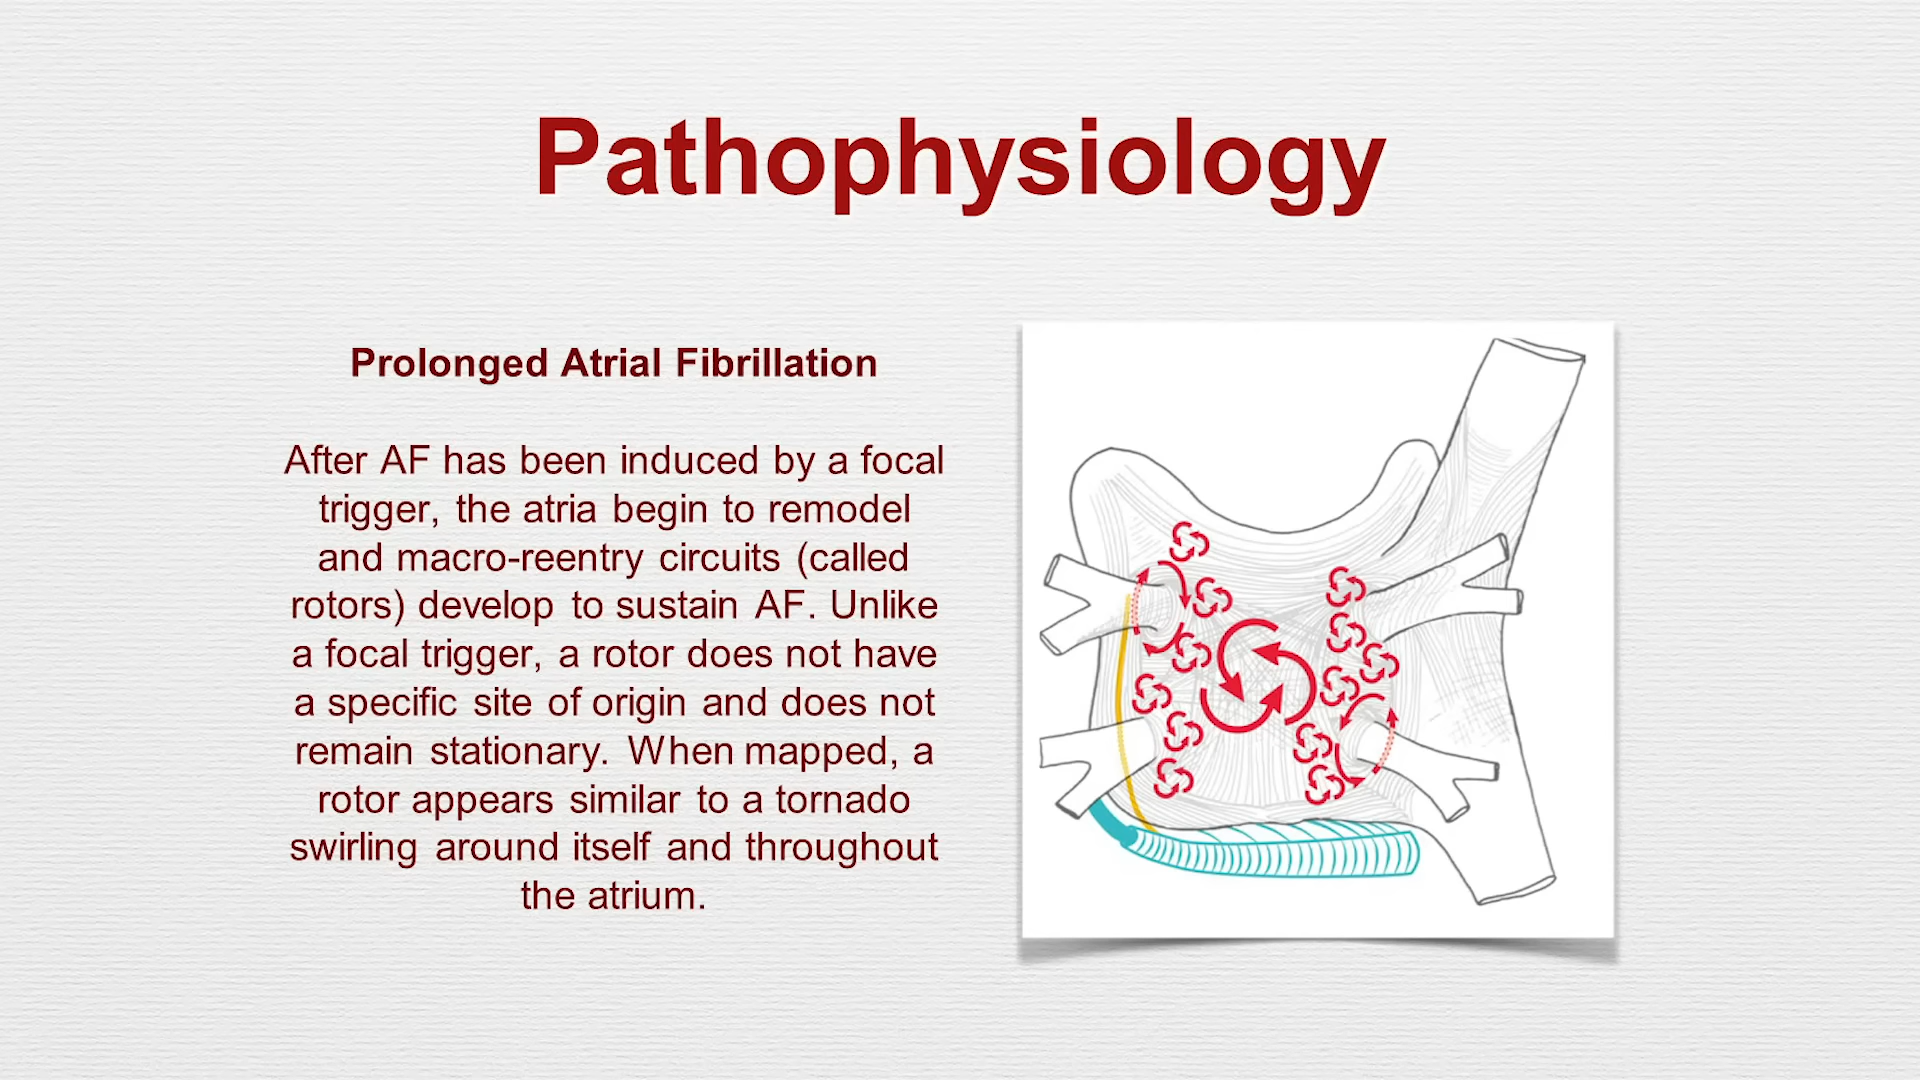 Pathophysiology
Prolonged Atrial Fibrillation
After AF has been induced by a focal
trigger, the atria begin to remodel
and macro-reentry circuits (called
rotors) develop to sustain AF. Unlike
a focal trigger, a rotor does not have
a specific site of origin and does not
remain stationary. When mapped, a
rotor appears similar to a tornado
swirling around itself and throughout
the atrium.